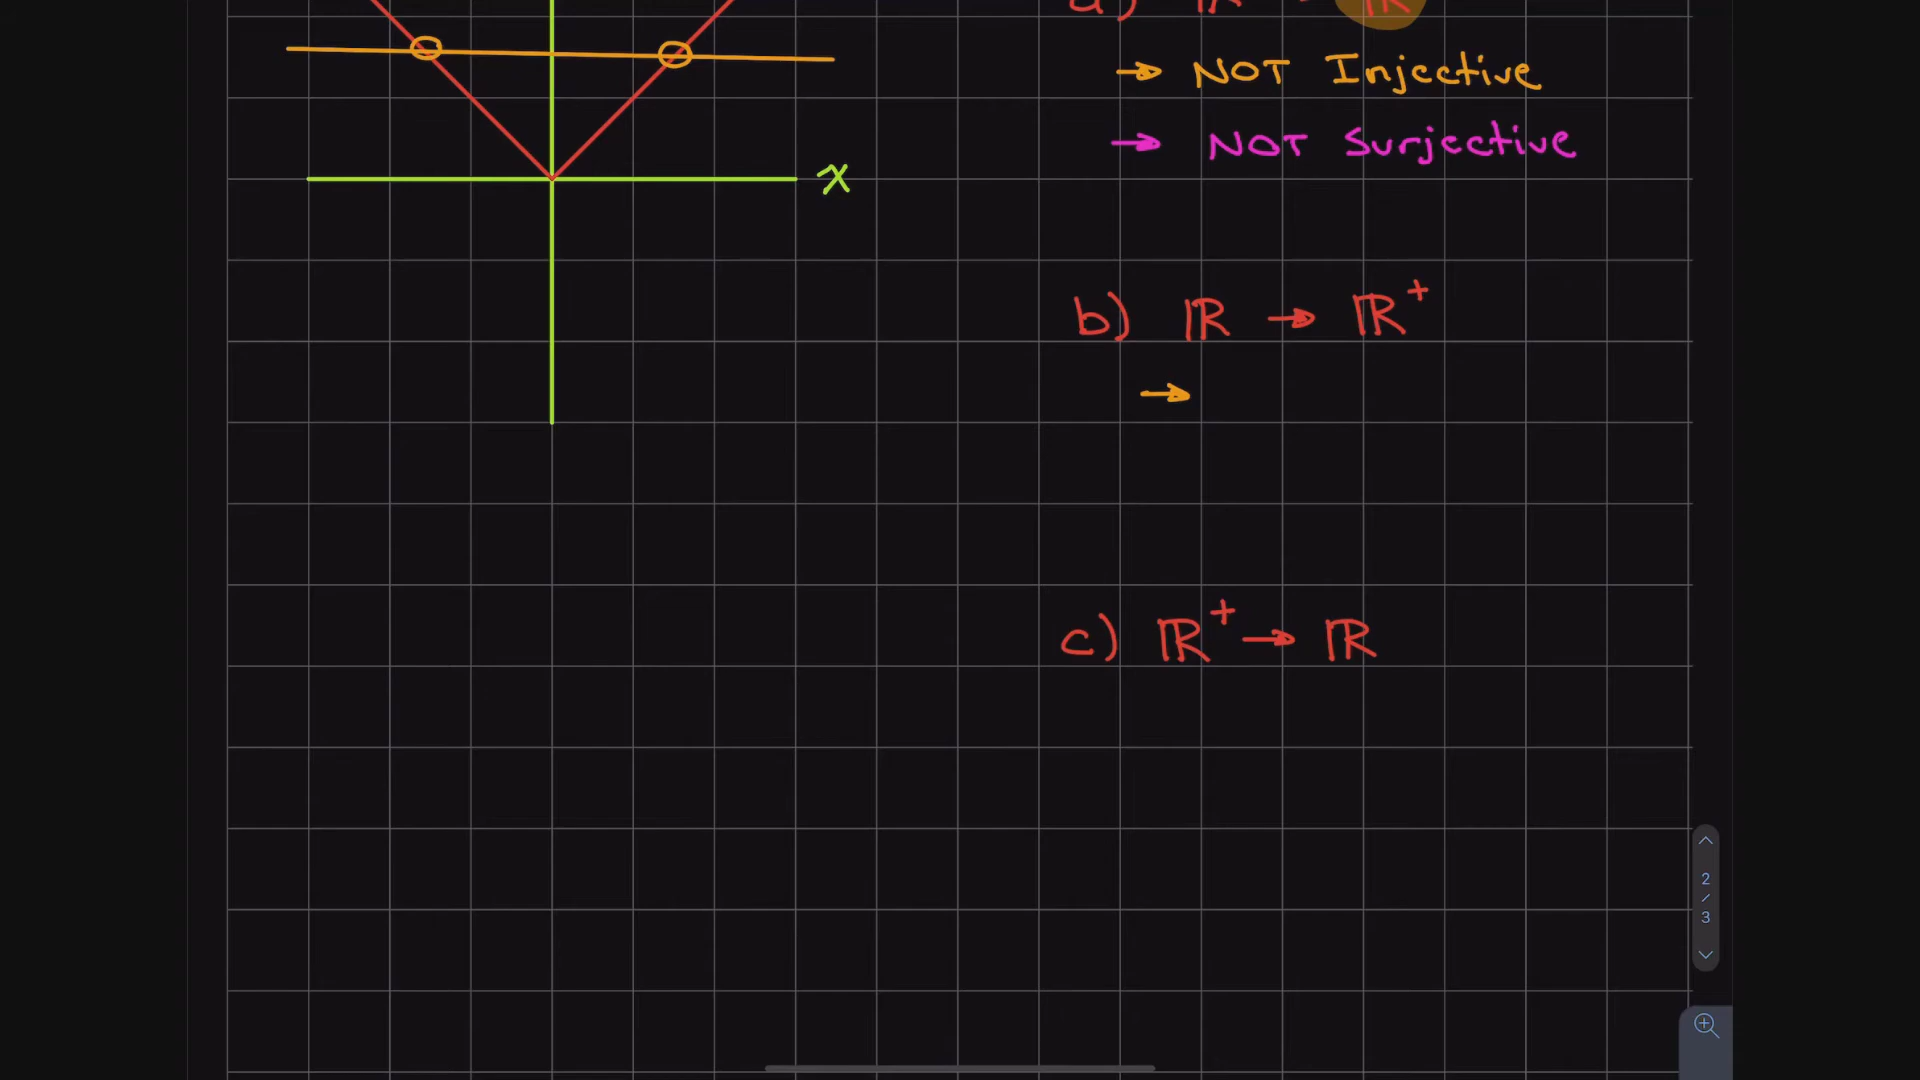 a) ℝ → ℝ
→ NOT Injective
→ NOT Surjective
x
b) ℝ → ℝ⁺
→
c) ℝ⁺ → ℝ
2
/
3